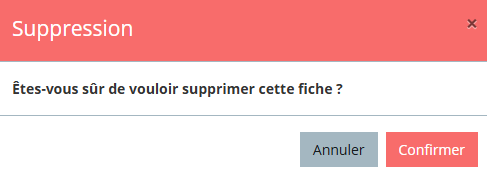 Suppression
×
Êtes-vous sûr de vouloir supprimer cette fiche ?
Annuler
Confirmer